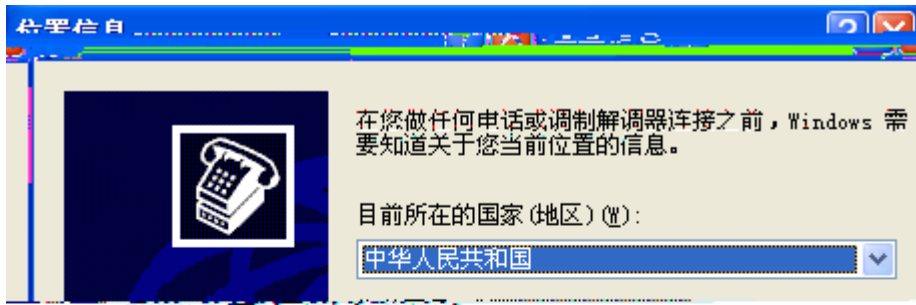 位置信息
在您做任何电话或调制解调器连接之前，Windows 需
要知道关于您当前位置的信息。
目前所在的国家(地区)(W):
中华人民共和国